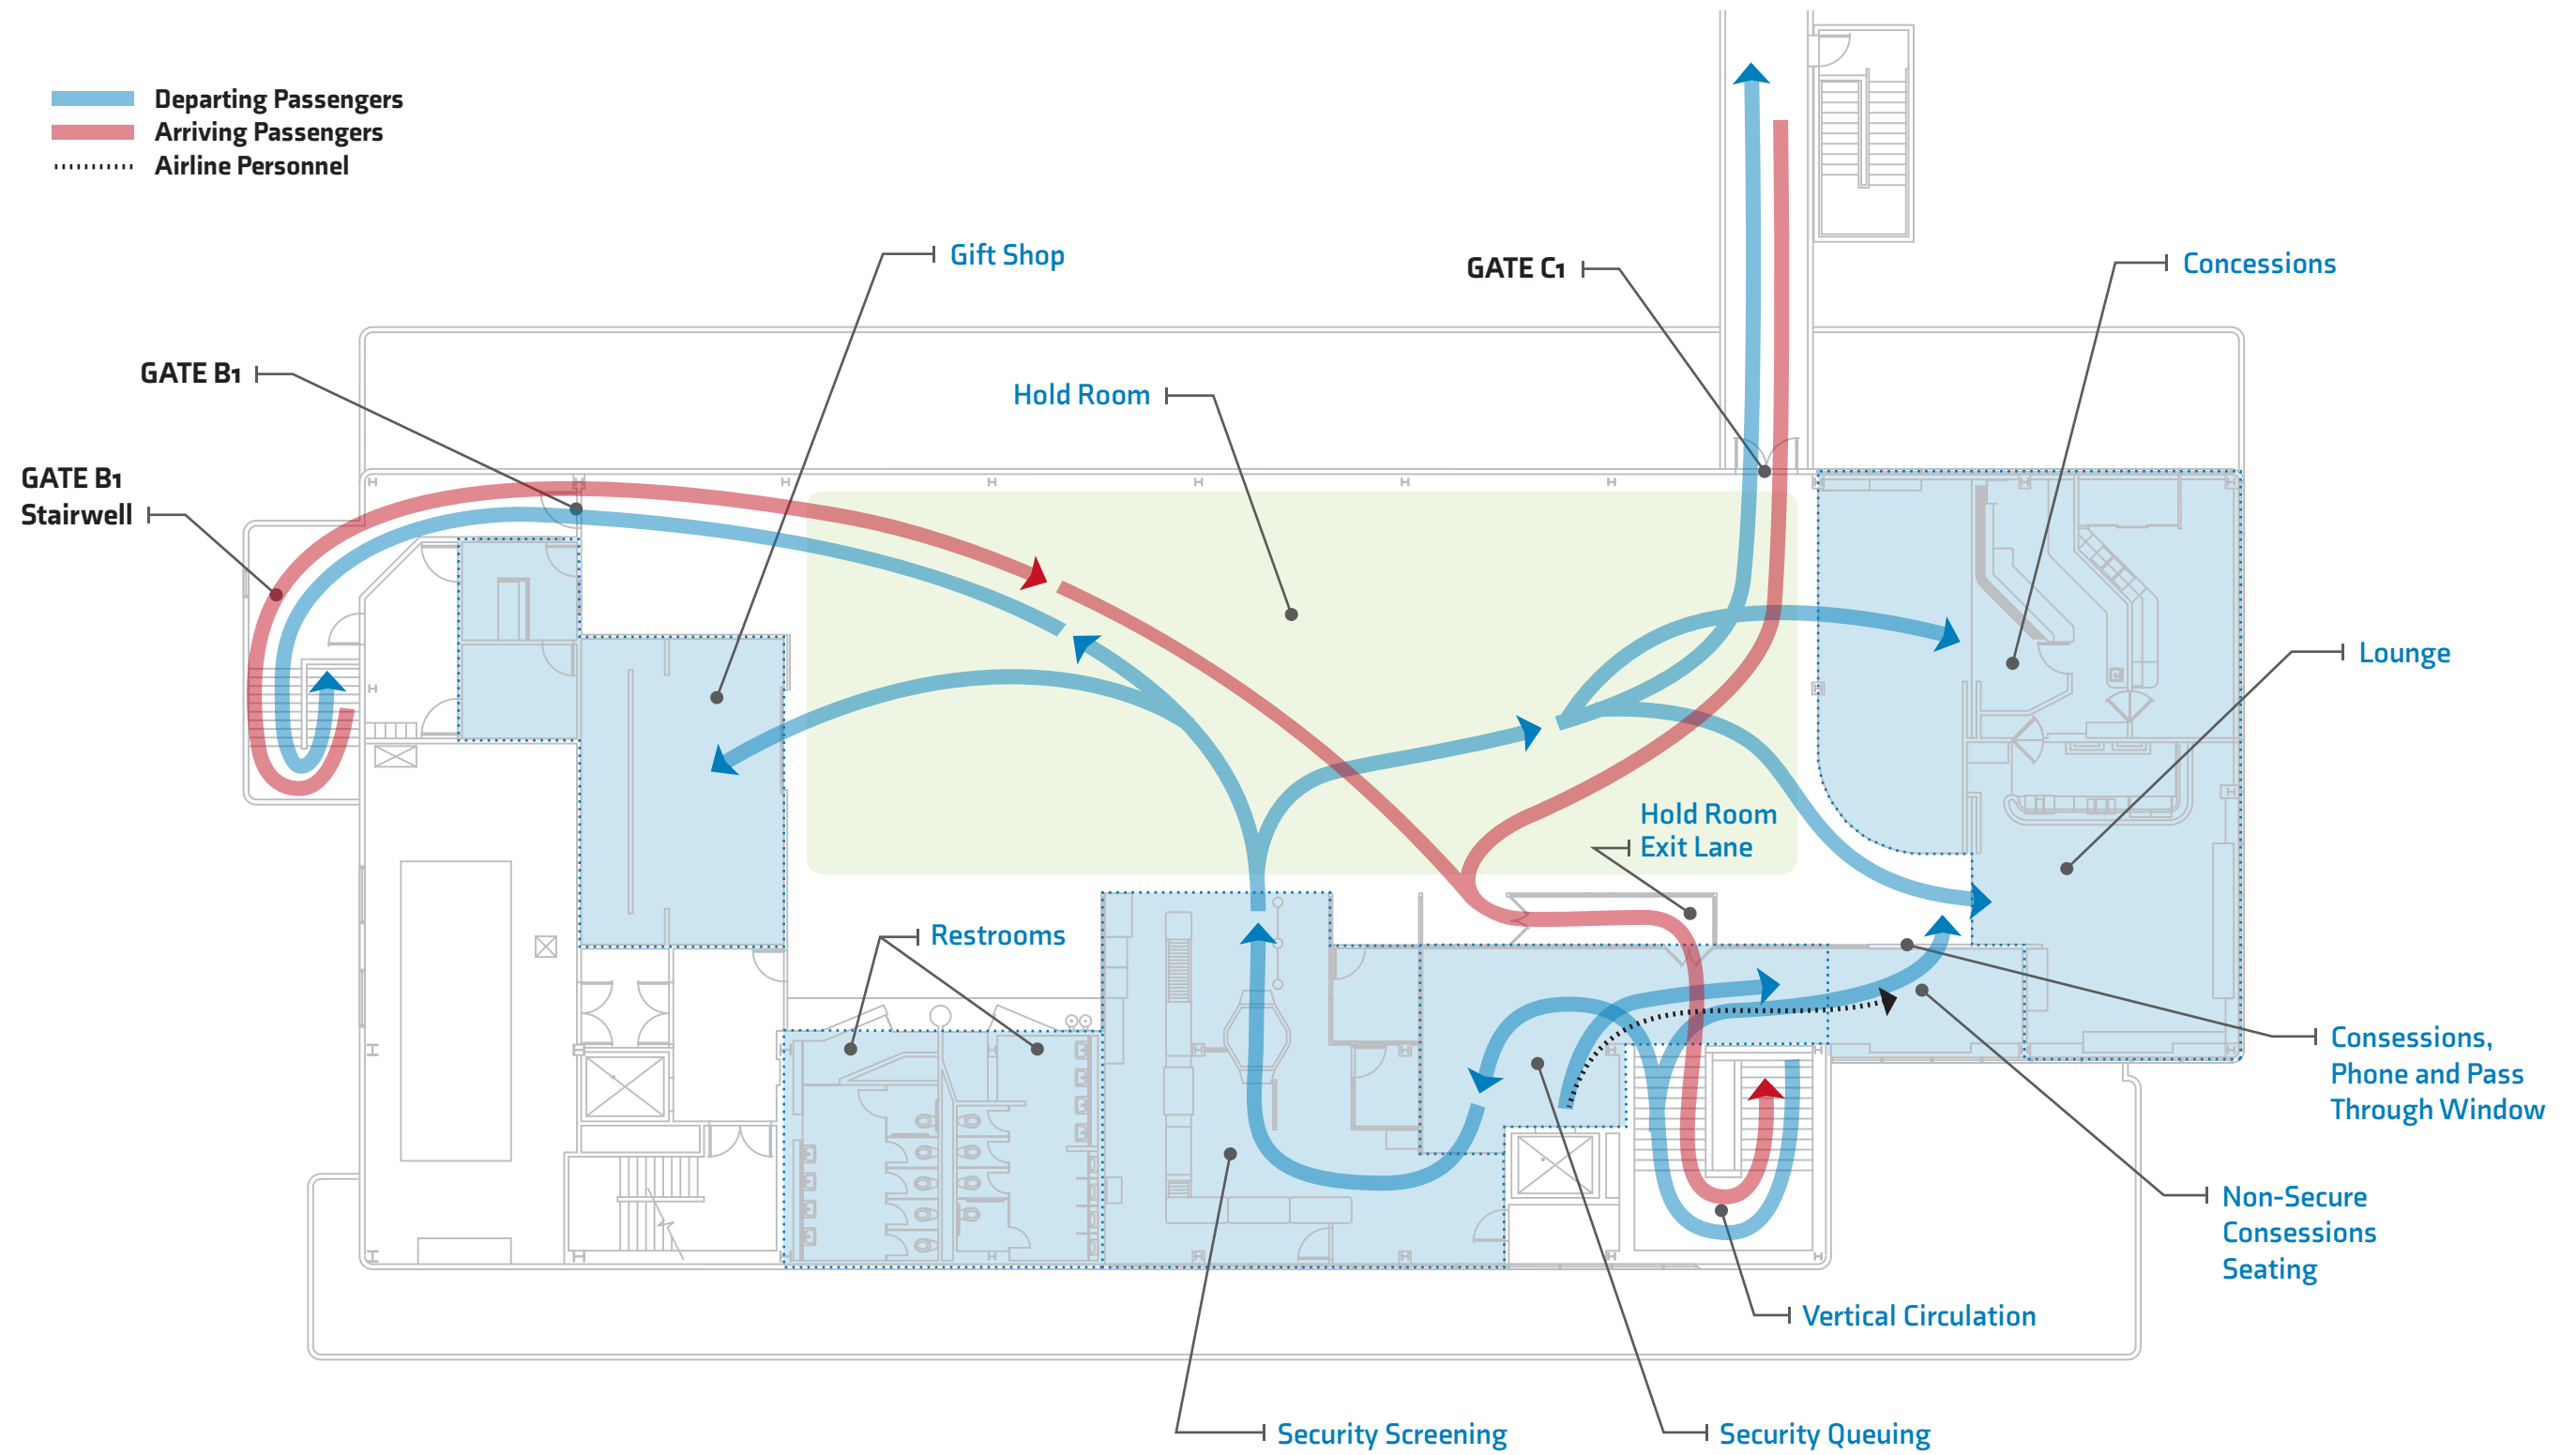 Departing Passengers
Arriving Passengers
Airline Personnel
Gift Shop
GATE C1
Concessions
GATE B1
Hold Room
GATE B1
Stairwell
Lounge
Hold Room
Exit Lane
Restrooms
Consessions,
Phone and Pass
Through Window
Non-Secure
Consessions
Seating
Vertical Circulation
Security Screening
Security Queuing